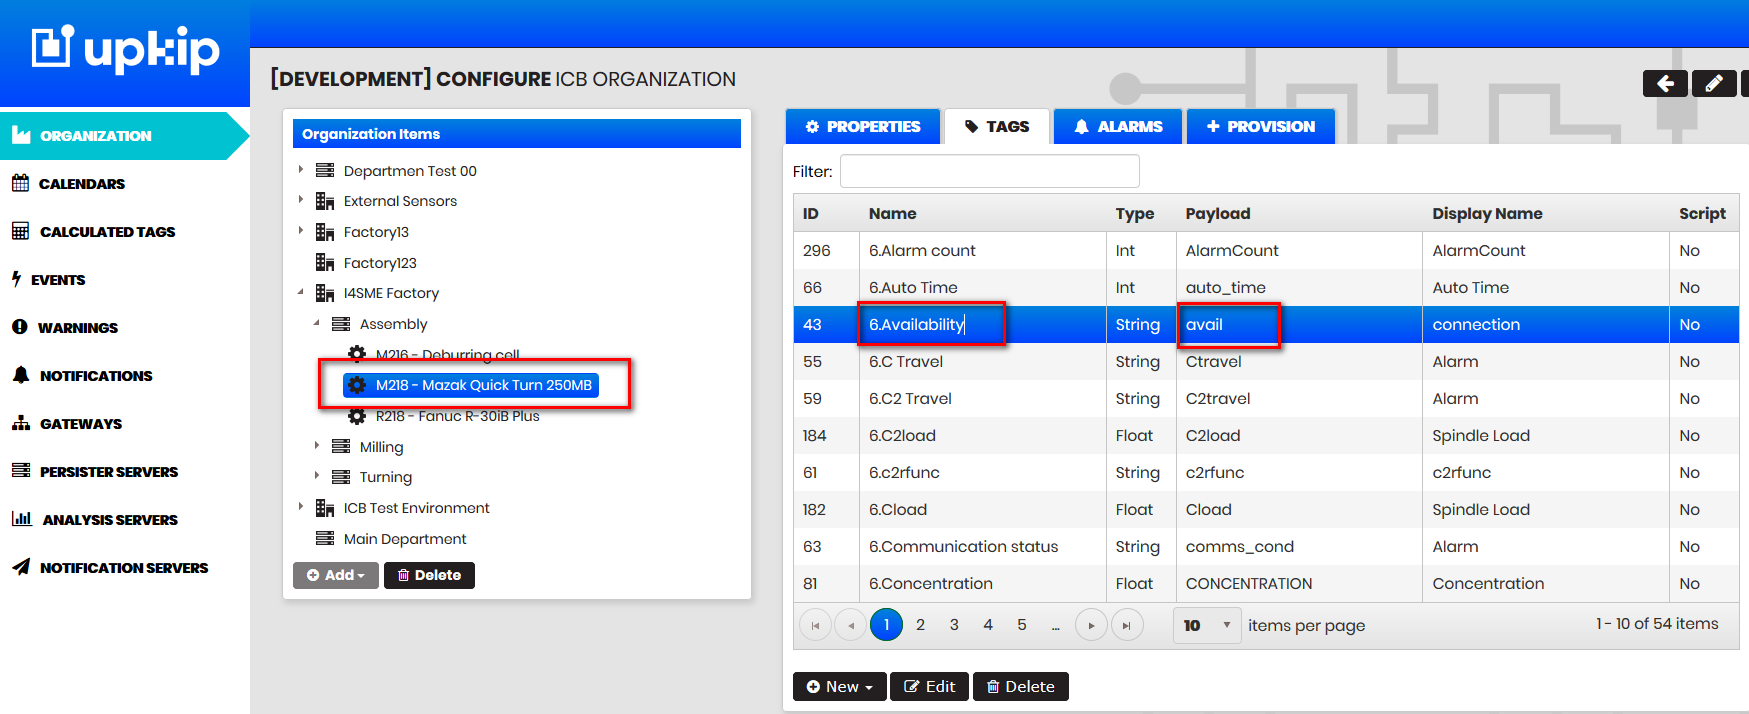 upkip
[DEVELOPMENT] CONFIGURE ICB ORGANIZATION
ORGANIZATION
CALENDARS
CALCULATED TAGS
EVENTS
WARNINGS
NOTIFICATIONS
GATEWAYS
PERSISTER SERVERS
ANALYSIS SERVERS
NOTIFICATION SERVERS
Organization Items
Departmen Test 00
External Sensors
Factory13
Factory123
I4SME Factory
Assembly
M216 - Deburring cell
M218 - Mazak Quick Turn 250MB
R218 - Fanuc R-30iB Plus
Milling
Turning
ICB Test Environment
Main Department
Add Delete
PROPERTIES TAGS ALARMS PROVISION
Filter:
ID Name Type Payload Display Name Script
296 6.Alarm count Int AlarmCount AlarmCount No
66 6.Auto Time Int auto_time Auto Time No
43 6.Availability String avail connection No
55 6.C Travel String Ctravel Alarm No
59 6.C2 Travel String C2travel Alarm No
184 6.C2load Float C2load Spindle Load No
61 6.c2rfunc String c2rfunc c2rfunc No
182 6.Cload Float Cload Spindle Load No
63 6.Communication status String comms_cond Alarm No
81 6.Concentration Float CONCENTRATION Concentration No
1 2 3 4 5 ... 10 items per page 1 - 10 of 54 items
New Edit Delete